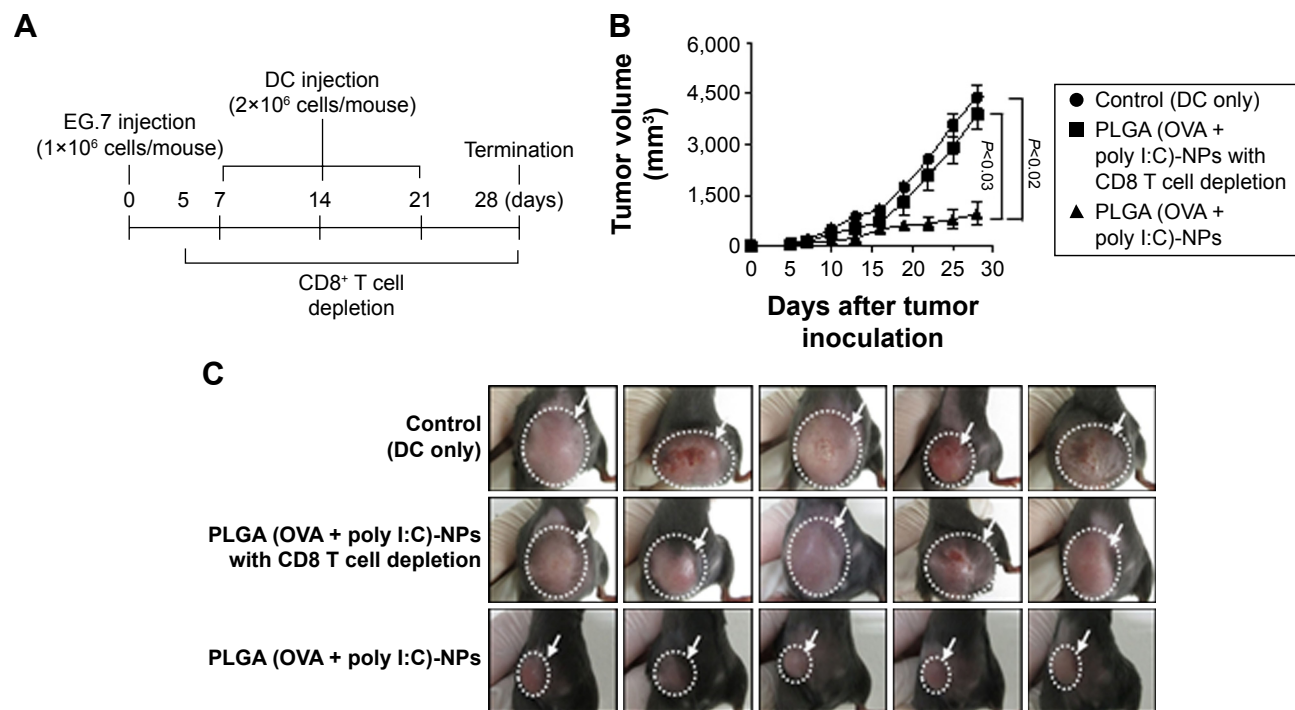 A
DC injection
(2×10⁶ cells/mouse)
EG.7 injection
(1×10⁶ cells/mouse)
Termination
0 5 7 14 21 28 (days)
CD8⁺ T cell
depletion
B
Tumor volume
(mm³)
6,000
4,500
3,000
1,500
0
0 5 10 15 20 25 30
Days after tumor
inoculation
P<0.03
P<0.02
Control (DC only)
PLGA (OVA +
poly I:C)-NPs with
CD8 T cell depletion
PLGA (OVA +
poly I:C)-NPs
C
Control
(DC only)
PLGA (OVA + poly I:C)-NPs
with CD8 T cell depletion
PLGA (OVA + poly I:C)-NPs